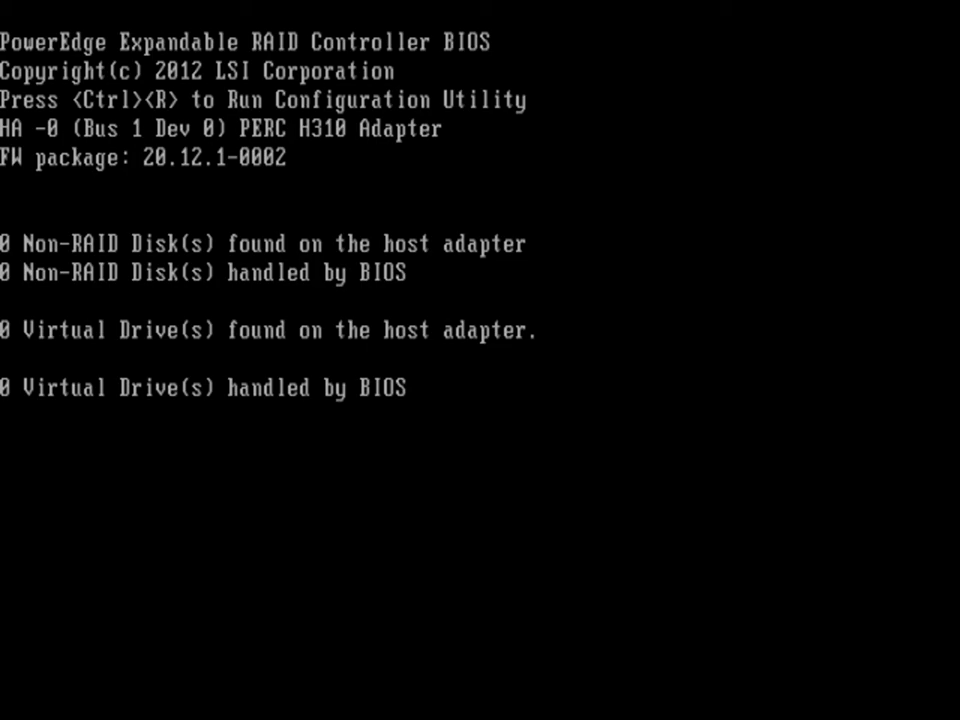 PowerEdge Expandable RAID Controller BIOS
Copyright(c) 2012 LSI Corporation
Press <Ctrl><R> to Run Configuration Utility
HA -0 (Bus 1 Dev 0) PERC H310 Adapter
FW package: 20.12.1-0002
0 Non-RAID Disk(s) found on the host adapter
0 Non-RAID Disk(s) handled by BIOS
0 Virtual Drive(s) found on the host adapter.
0 Virtual Drive(s) handled by BIOS